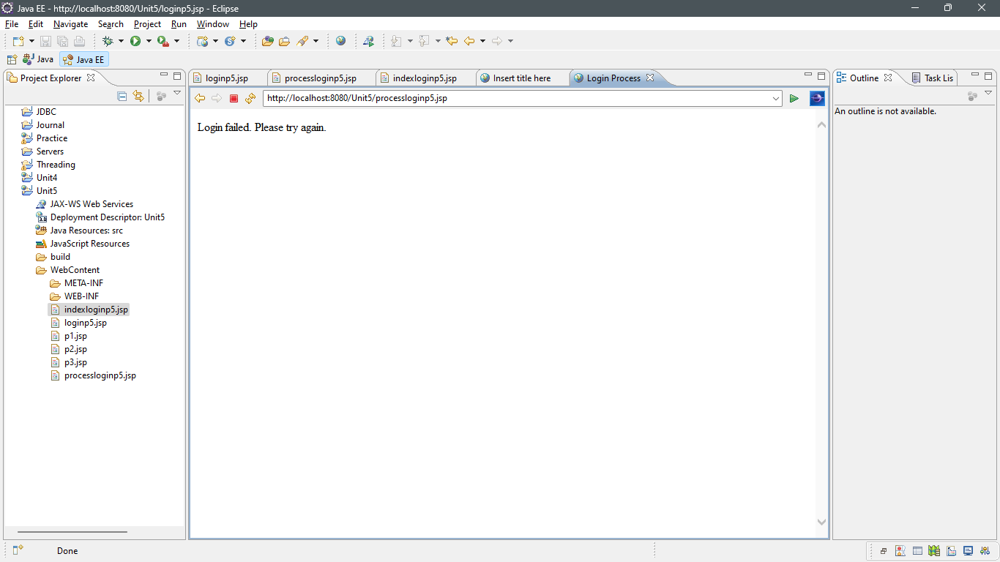 Java EE - http://localhost:8080/Unit5/loginp5.jsp - Eclipse
File Edit Navigate Search Project Run Window Help
Java Java EE
Project Explorer
loginp5.jsp processloginp5.jsp indexloginp5.jsp Insert title here Login Process
Outline Task Lis
http://localhost:8080/Unit5/processloginp5.jsp
An outline is not available.
Login failed. Please try again.
JDBC
Journal
Practice
Servers
Threading
Unit4
Unit5
JAX-WS Web Services
3.0 Deployment Descriptor: Unit5
Java Resources: src
JavaScript Resources
build
WebContent
META-INF
WEB-INF
indexloginp5.jsp
loginp5.jsp
p1.jsp
p2.jsp
p3.jsp
processloginp5.jsp
Done